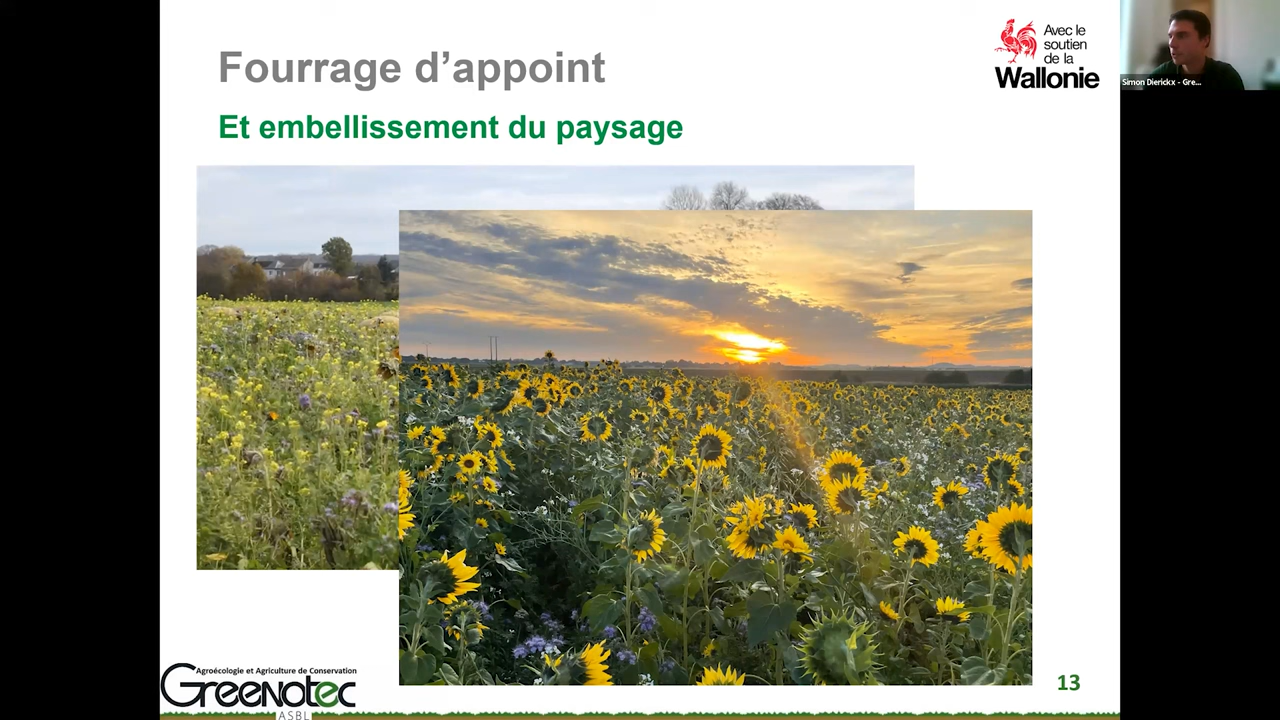 Fourrage d’appoint
Et embellissement du paysage
Avec le
soutien
de la
Wallonie
Simon Dierickx - Gre...
Agroécologie et Agriculture de Conservation
Greenotec
ASBL
13